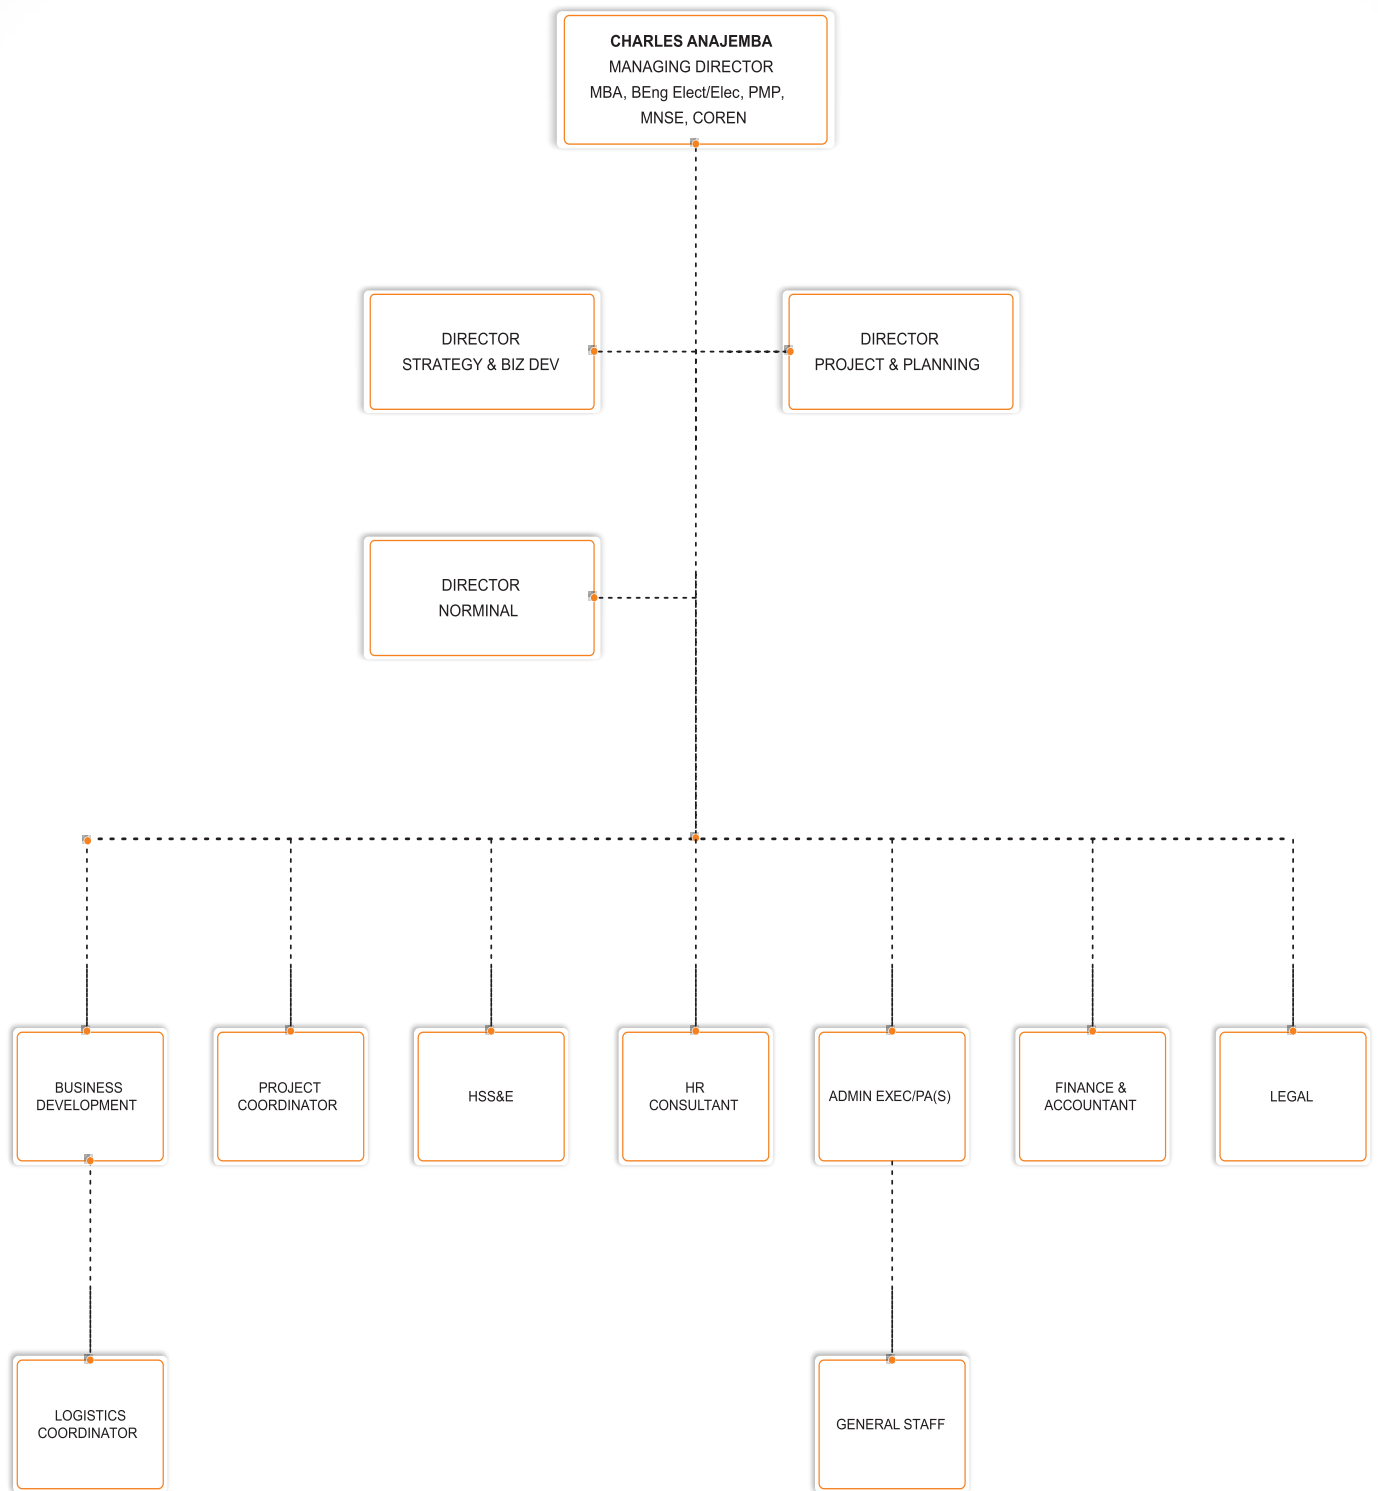 CHARLES ANAJEMBA
MANAGING DIRECTOR
MBA, BEng Elect/Elec, PMP,
MNSE, COREN
DIRECTOR
STRATEGY & BIZ DEV
DIRECTOR
PROJECT & PLANNING
DIRECTOR
NORMINAL
BUSINESS
DEVELOPMENT
PROJECT
COORDINATOR
HSS&E
HR
CONSULTANT
ADMIN EXEC/PA(S)
FINANCE &
ACCOUNTANT
LEGAL
LOGISTICS
COORDINATOR
GENERAL STAFF